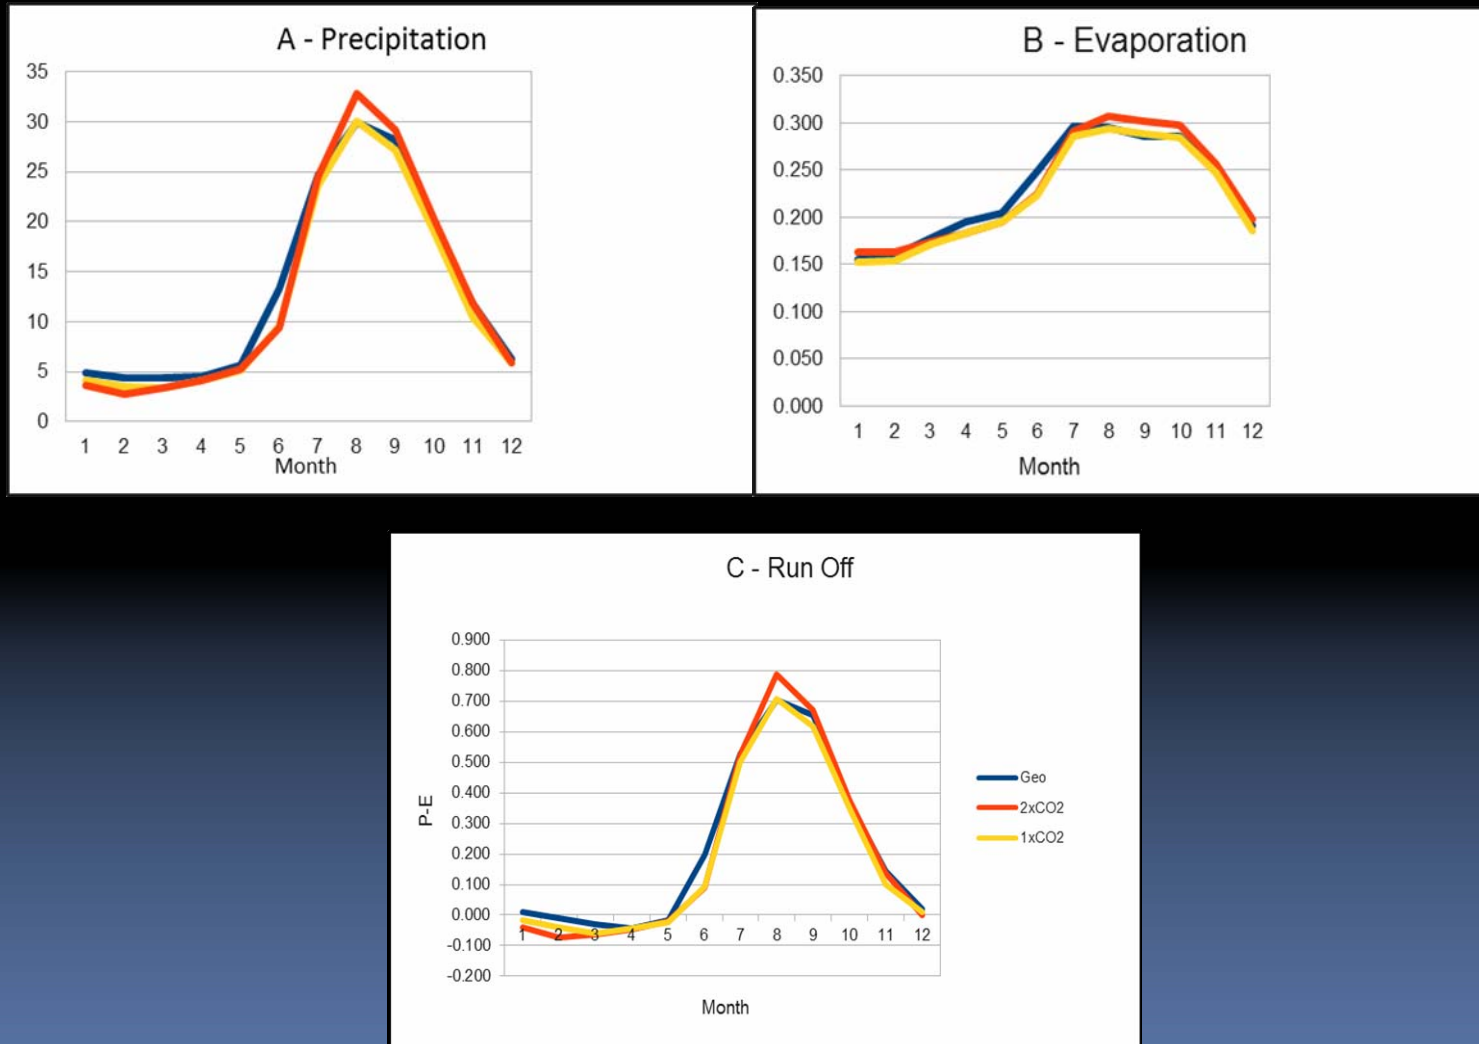 A - Precipitation
35
30
25
20
15
10
5
0
1 2 3 4 5 6 7 8 9 10 11 12
Month
B - Evaporation
0.350
0.300
0.250
0.200
0.150
0.100
0.050
0.000
1 2 3 4 5 6 7 8 9 10 11 12
Month
C - Run Off
0.900
0.800
0.700
0.600
0.500
0.400
0.300
0.200
0.100
0.000
-0.100
-0.200
P-E
1 2 3 4 5 6 7 8 9 10 11 12
Month
Geo
2xCO2
1xCO2